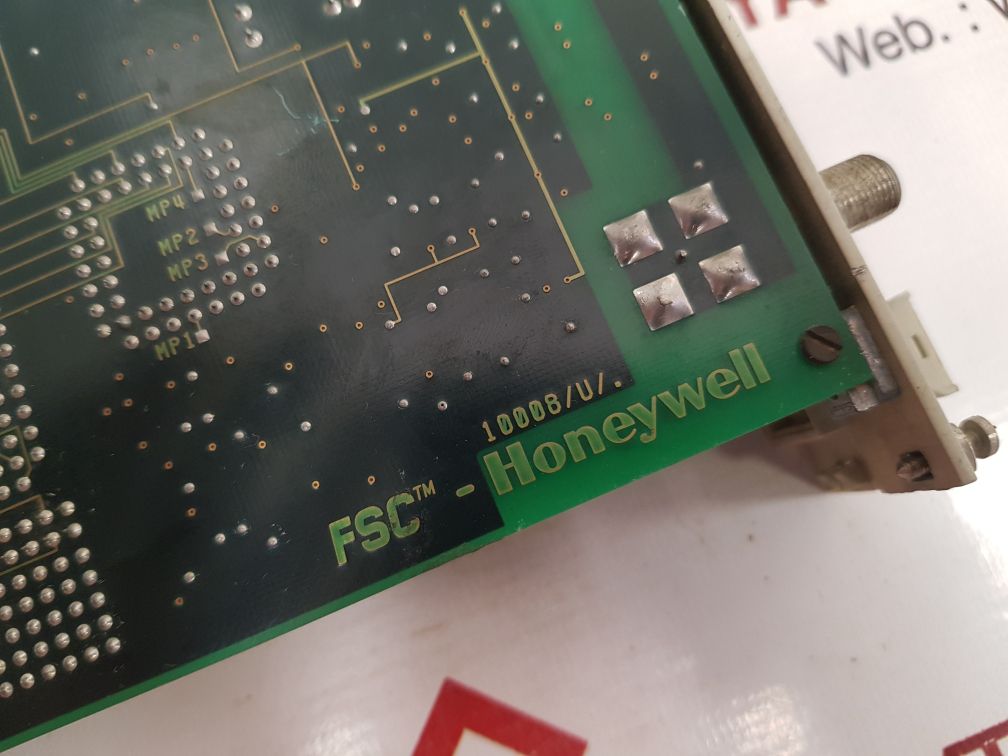 Web. :
MP4
MP2
MP3
MP1
10008/U/.
FSC™ - Honeywell